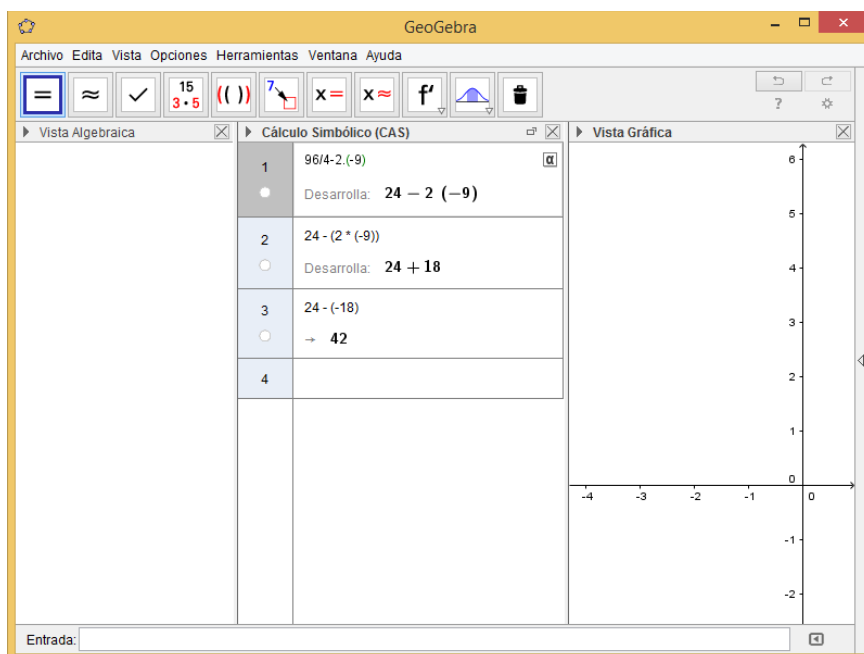 GeoGebra
Archivo Edita Vista Opciones Herramientas Ventana Ayuda
= ≈ ✓ 15 3·5 (( )) 7 x= x≈ f′
?
Vista Algebraica
Cálculo Simbólico (CAS)
Vista Gráfica
1
96/4-2.(-9)
α
Desarrolla: 24 − 2 (−9)
2
24 - (2 * (-9))
Desarrolla: 24 + 18
3
24 - (-18)
→ 42
4
6
5
4
3
2
1
0
-4 -3 -2 -1 0
-1
-2
Entrada: